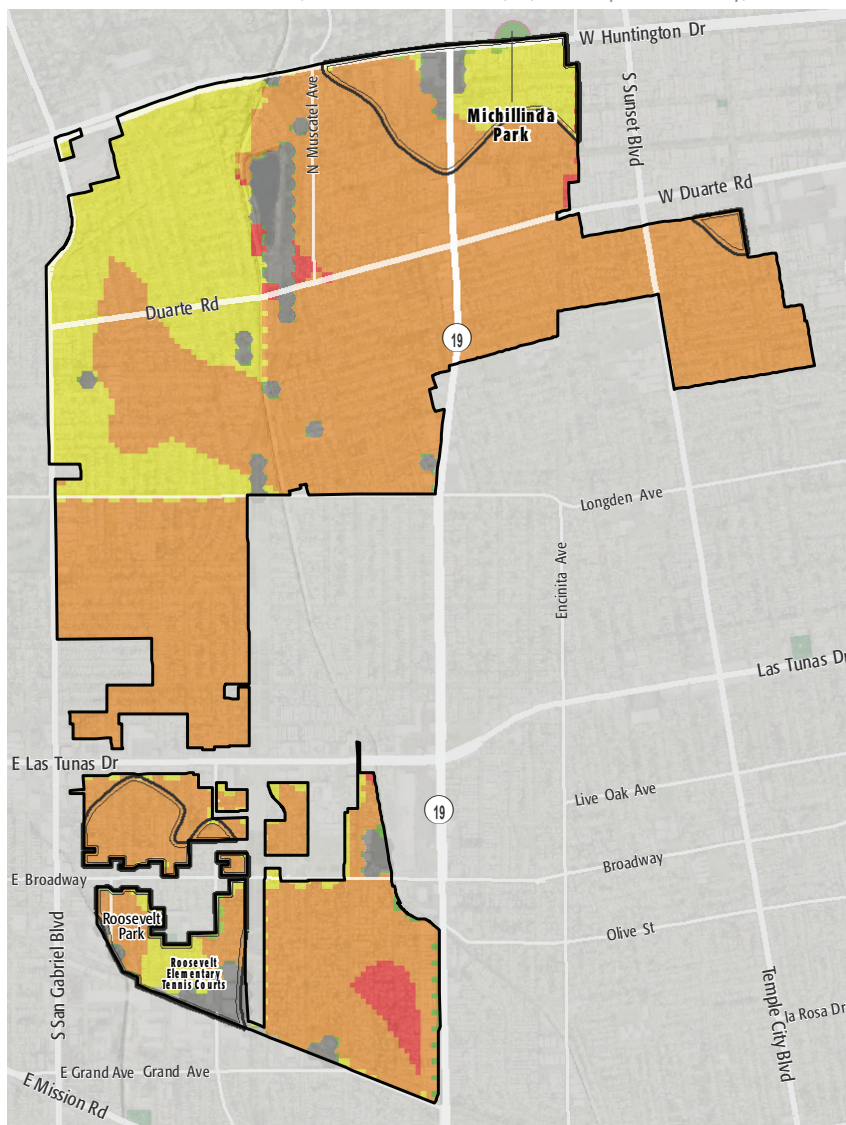 W Huntington Dr
S Sunset Blvd
N Muscatel Ave
Michillinda
Park
W Duarte Rd
Duarte Rd
19
Longden Ave
Encinita Ave
Las Tunas Dr
E Las Tunas Dr
Live Oak Ave
19
Broadway
E Broadway
Olive St
Roosevelt
Park
Roosevelt
Elementary
Tennis Courts
S San Gabriel Blvd
Temple City Blvd
la Rosa Dr
E Grand Ave Grand Ave
E Mission Rd